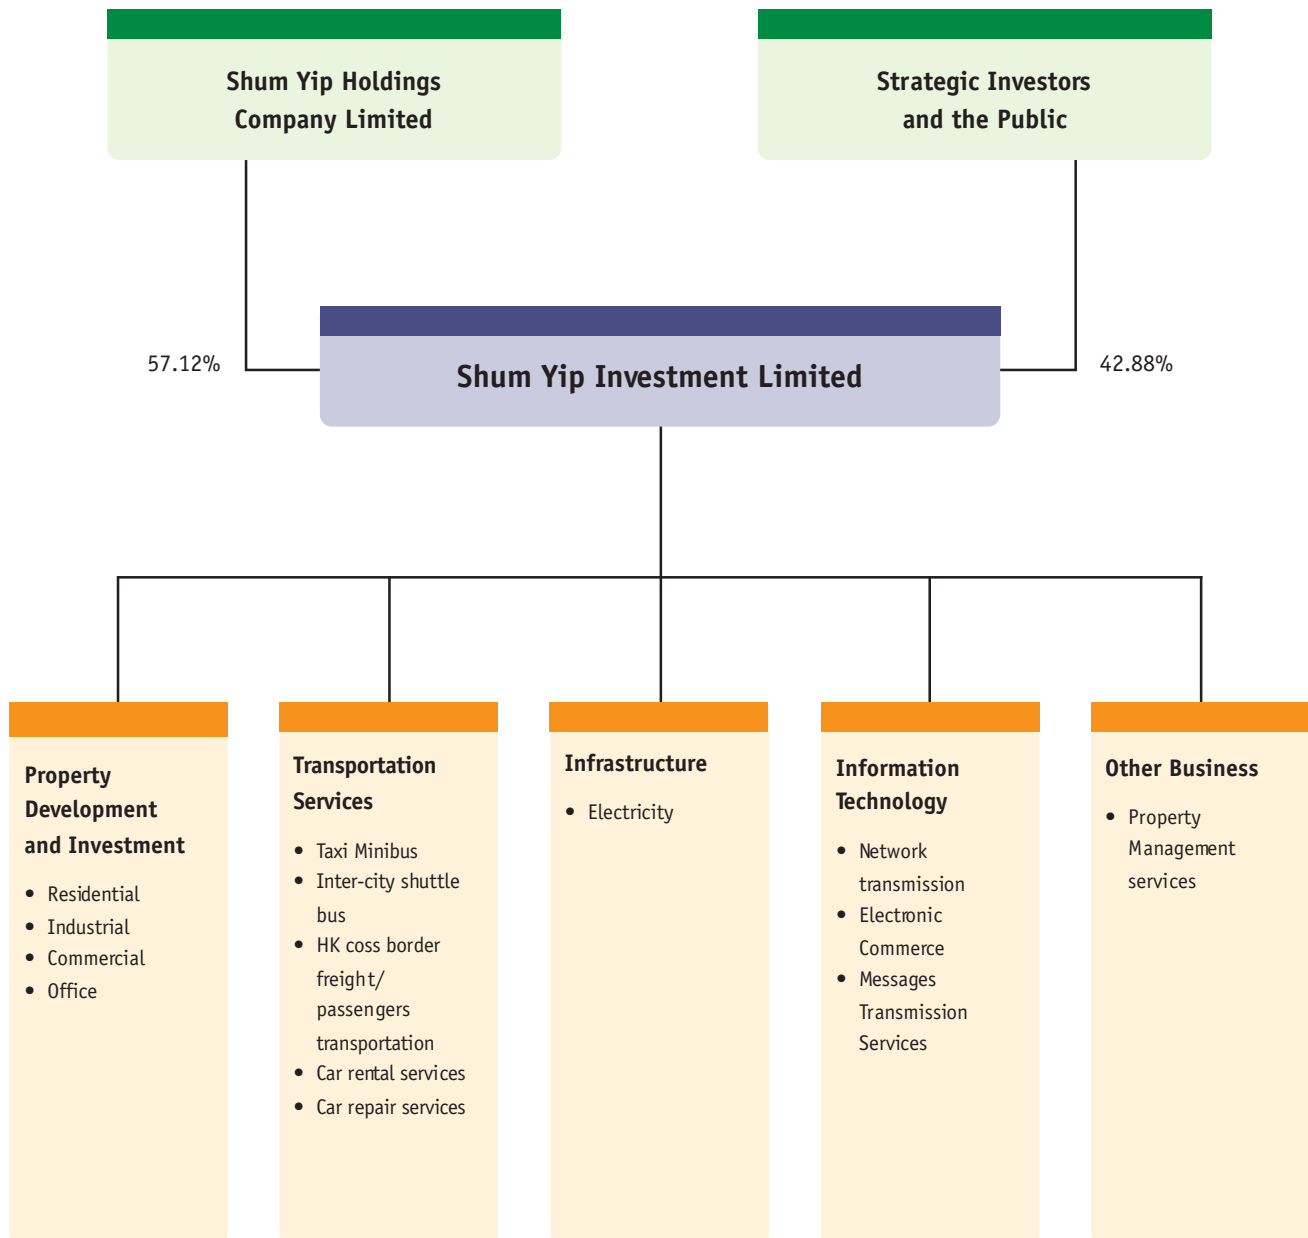 Shum Yip Holdings
Company Limited
Strategic Investors
and the Public
57.12%
Shum Yip Investment Limited
42.88%
Property
Development
and Investment
• Residential
• Industrial
• Commercial
• Office
Transportation
Services
• Taxi Minibus
• Inter-city shuttle
bus
• HK coss border
freight/
passengers
transportation
• Car rental services
• Car repair services
Infrastructure
• Electricity
Information
Technology
• Network
transmission
• Electronic
Commerce
• Messages
Transmission
Services
Other Business
• Property
Management
services